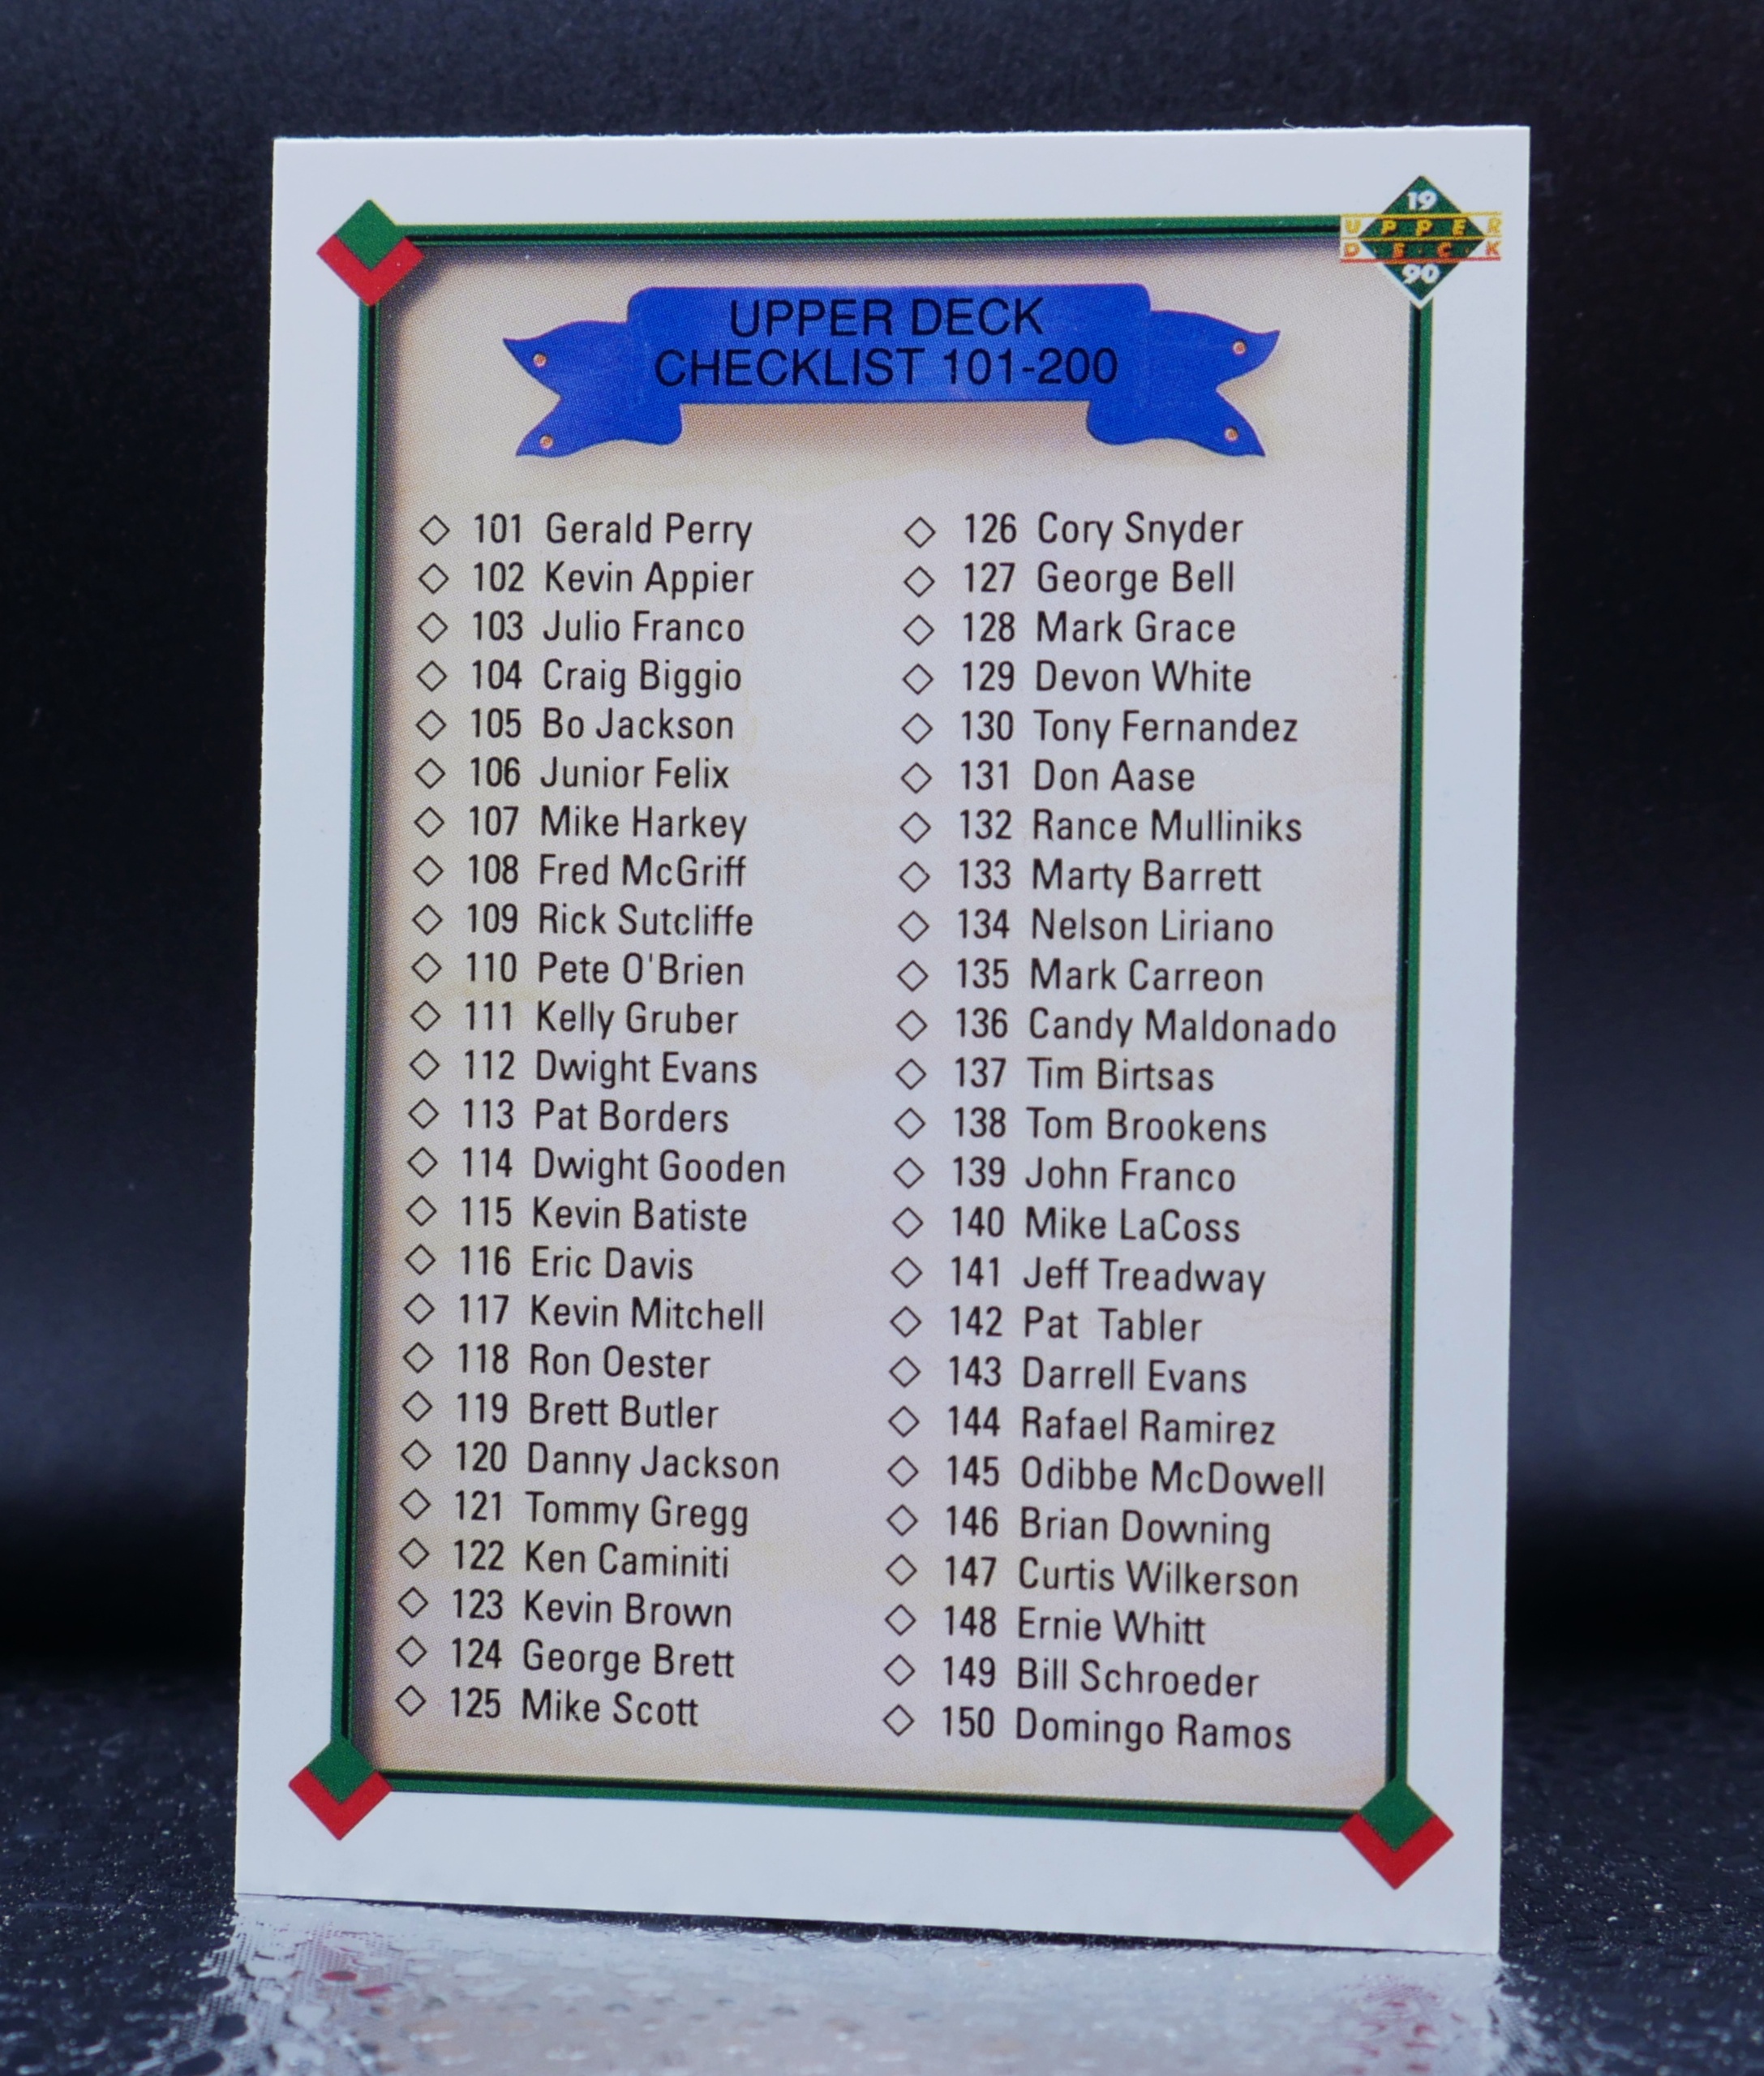 19
UPPER
DECK
90
UPPER DECK
CHECKLIST 101-200
101 Gerald Perry
102 Kevin Appier
103 Julio Franco
104 Craig Biggio
105 Bo Jackson
106 Junior Felix
107 Mike Harkey
108 Fred McGriff
109 Rick Sutcliffe
110 Pete O'Brien
111 Kelly Gruber
112 Dwight Evans
113 Pat Borders
114 Dwight Gooden
115 Kevin Batiste
116 Eric Davis
117 Kevin Mitchell
118 Ron Oester
119 Brett Butler
120 Danny Jackson
121 Tommy Gregg
122 Ken Caminiti
123 Kevin Brown
124 George Brett
125 Mike Scott
126 Cory Snyder
127 George Bell
128 Mark Grace
129 Devon White
130 Tony Fernandez
131 Don Aase
132 Rance Mulliniks
133 Marty Barrett
134 Nelson Liriano
135 Mark Carreon
136 Candy Maldonado
137 Tim Birtsas
138 Tom Brookens
139 John Franco
140 Mike LaCoss
141 Jeff Treadway
142 Pat Tabler
143 Darrell Evans
144 Rafael Ramirez
145 Odibbe McDowell
146 Brian Downing
147 Curtis Wilkerson
148 Ernie Whitt
149 Bill Schroeder
150 Domingo Ramos